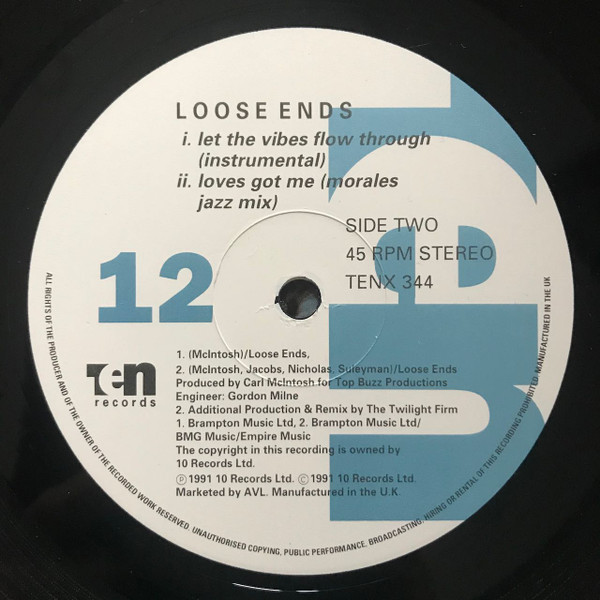 LOOSE ENDS
i. let the vibes flow through
(instrumental)
ii. loves got me (morales
jazz mix)
SIDE TWO
45 RPM STEREO
TENX 344
12
Ten
records
1. (McIntosh)/Loose Ends,
2. (McIntosh, Jacobs, Nicholas, Suleyman)/Loose Ends
Produced by Carl McIntosh for Top Buzz Productions
Engineer: Gordon Milne
2. Additional Production & Remix by The Twilight Firm
1. Brampton Music Ltd, 2. Brampton Music Ltd/
BMG Music/Empire Music
The copyright in this recording is owned by
10 Records Ltd.
℗1991 10 Records Ltd. ©1991 10 Records Ltd.
Marketed by AVL. Manufactured in the U.K.
ALL RIGHTS OF THE PRODUCER AND OF THE OWNER OF THE RECORDED WORK RESERVED. UNAUTHORISED COPYING, PUBLIC PERFORMANCE, BROADCASTING, HIRING OR RENTAL OF THIS RECORDING PROHIBITED. MANUFACTURED IN THE UK